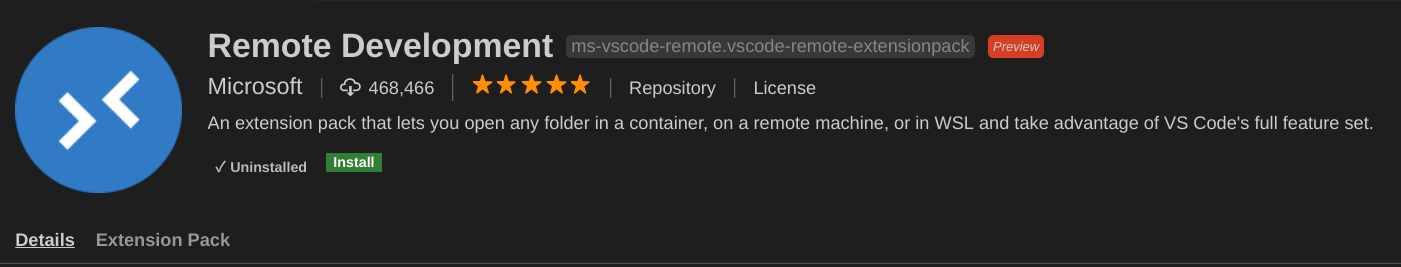 Remote Development ms-vscode-remote.vscode-remote-extensionpack Preview
Microsoft 468,466 Repository License
An extension pack that lets you open any folder in a container, on a remote machine, or in WSL and take advantage of VS Code's full feature set.
✓ Uninstalled Install
Details Extension Pack